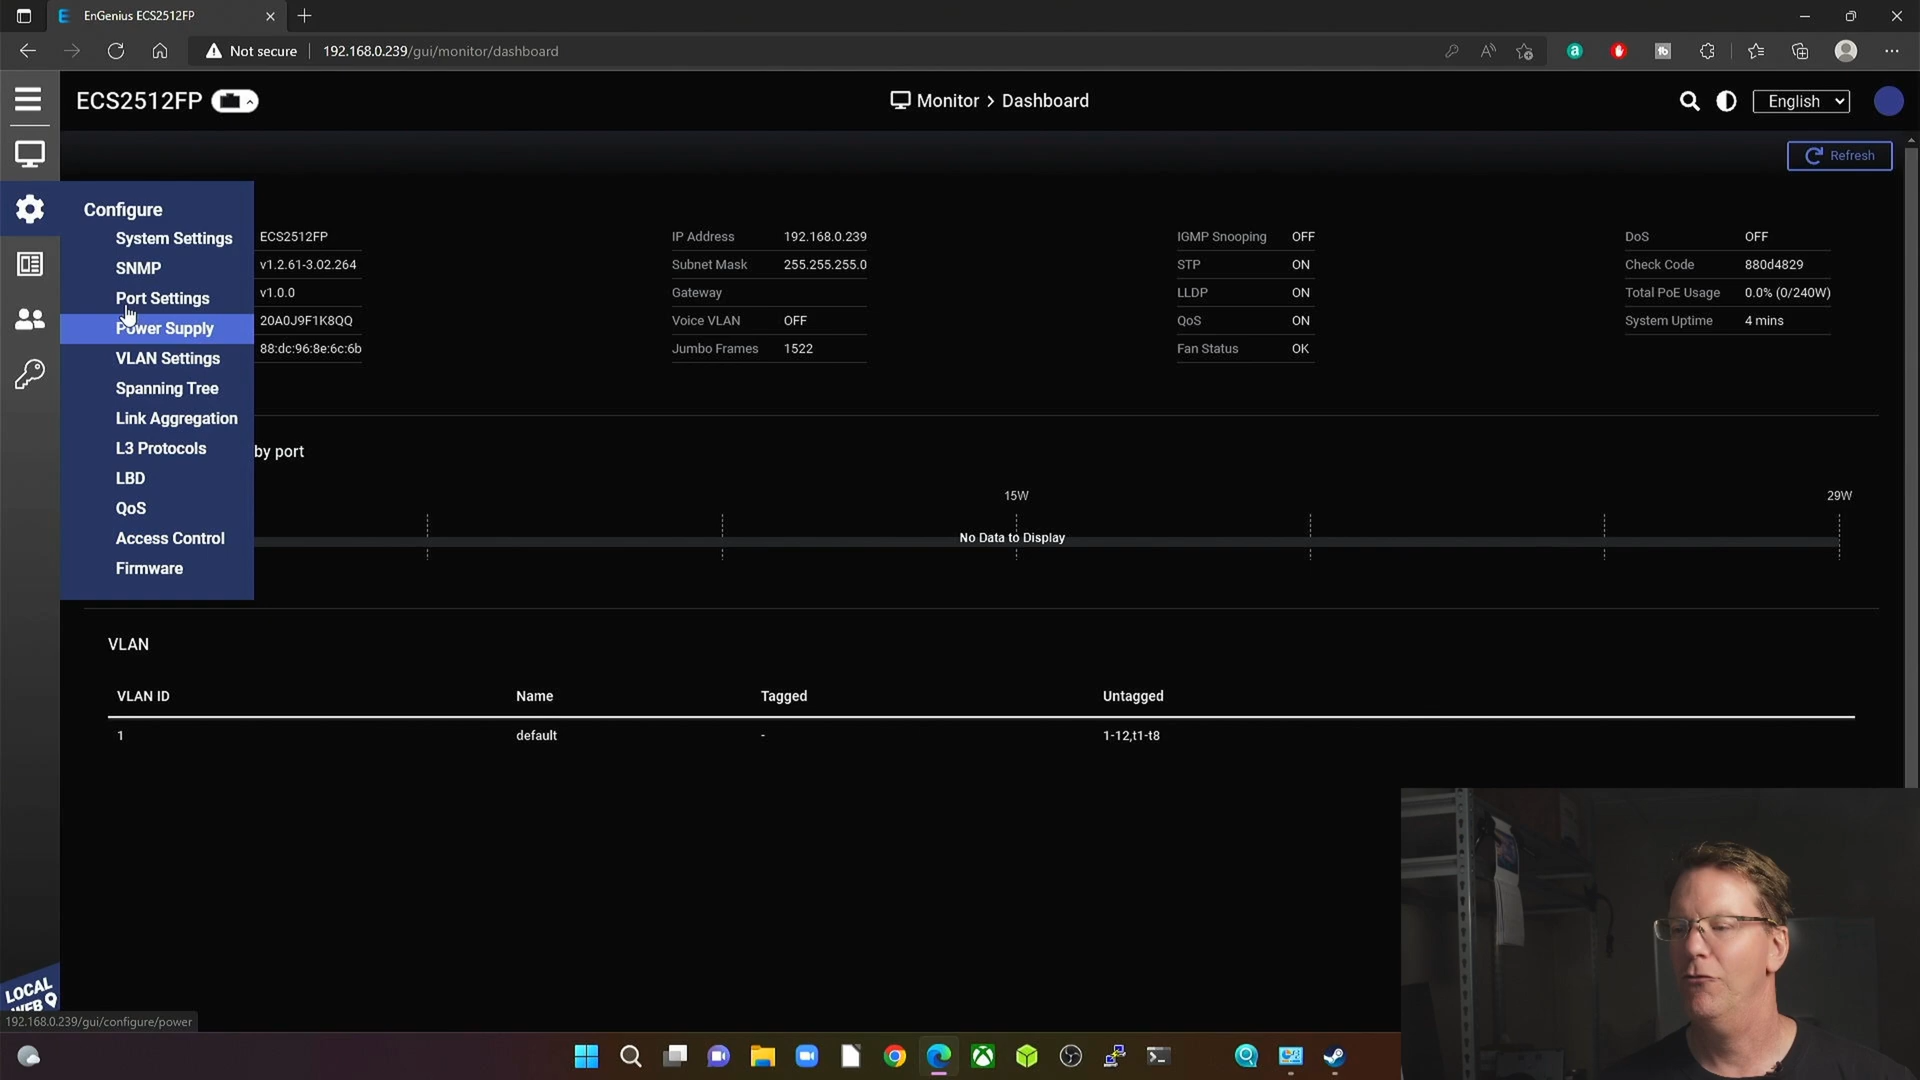 EnGenius ECS2512FP
Not secure 192.168.0.239/gui/monitor/dashboard
ECS2512FP
Monitor > Dashboard
English
Refresh
Configure
System Settings
SNMP
Port Settings
Power Supply
VLAN Settings
Spanning Tree
Link Aggregation
L3 Protocols
LBD
QoS
Access Control
Firmware
ECS2512FP
v1.2.61-3.02.264
v1.0.0
20A0J9F1K8QQ
88:dc:96:8e:6c:6b
IP Address 192.168.0.239
Subnet Mask 255.255.255.0
Gateway
Voice VLAN OFF
Jumbo Frames 1522
IGMP Snooping OFF
STP ON
LLDP ON
QoS ON
Fan Status OK
DoS OFF
Check Code 880d4829
Total PoE Usage 0.0% (0/240W)
System Uptime 4 mins
by port
15W 29W
No Data to Display
VLAN
VLAN ID Name Tagged Untagged
1 default - 1-12,t1-t8
LOCAL
WEB
192.168.0.239/gui/configure/power